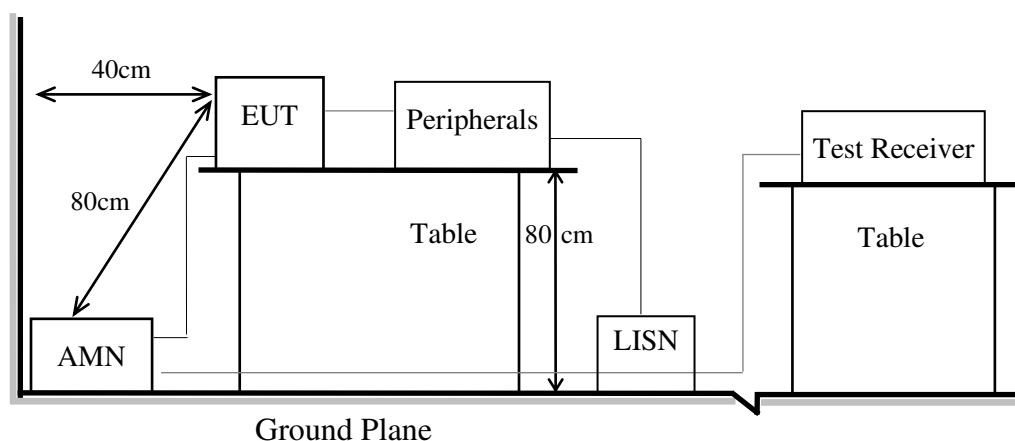 40cm
EUT
Peripherals
Test Receiver
80cm
Table
80 cm
Table
AMN
LISN
Ground Plane